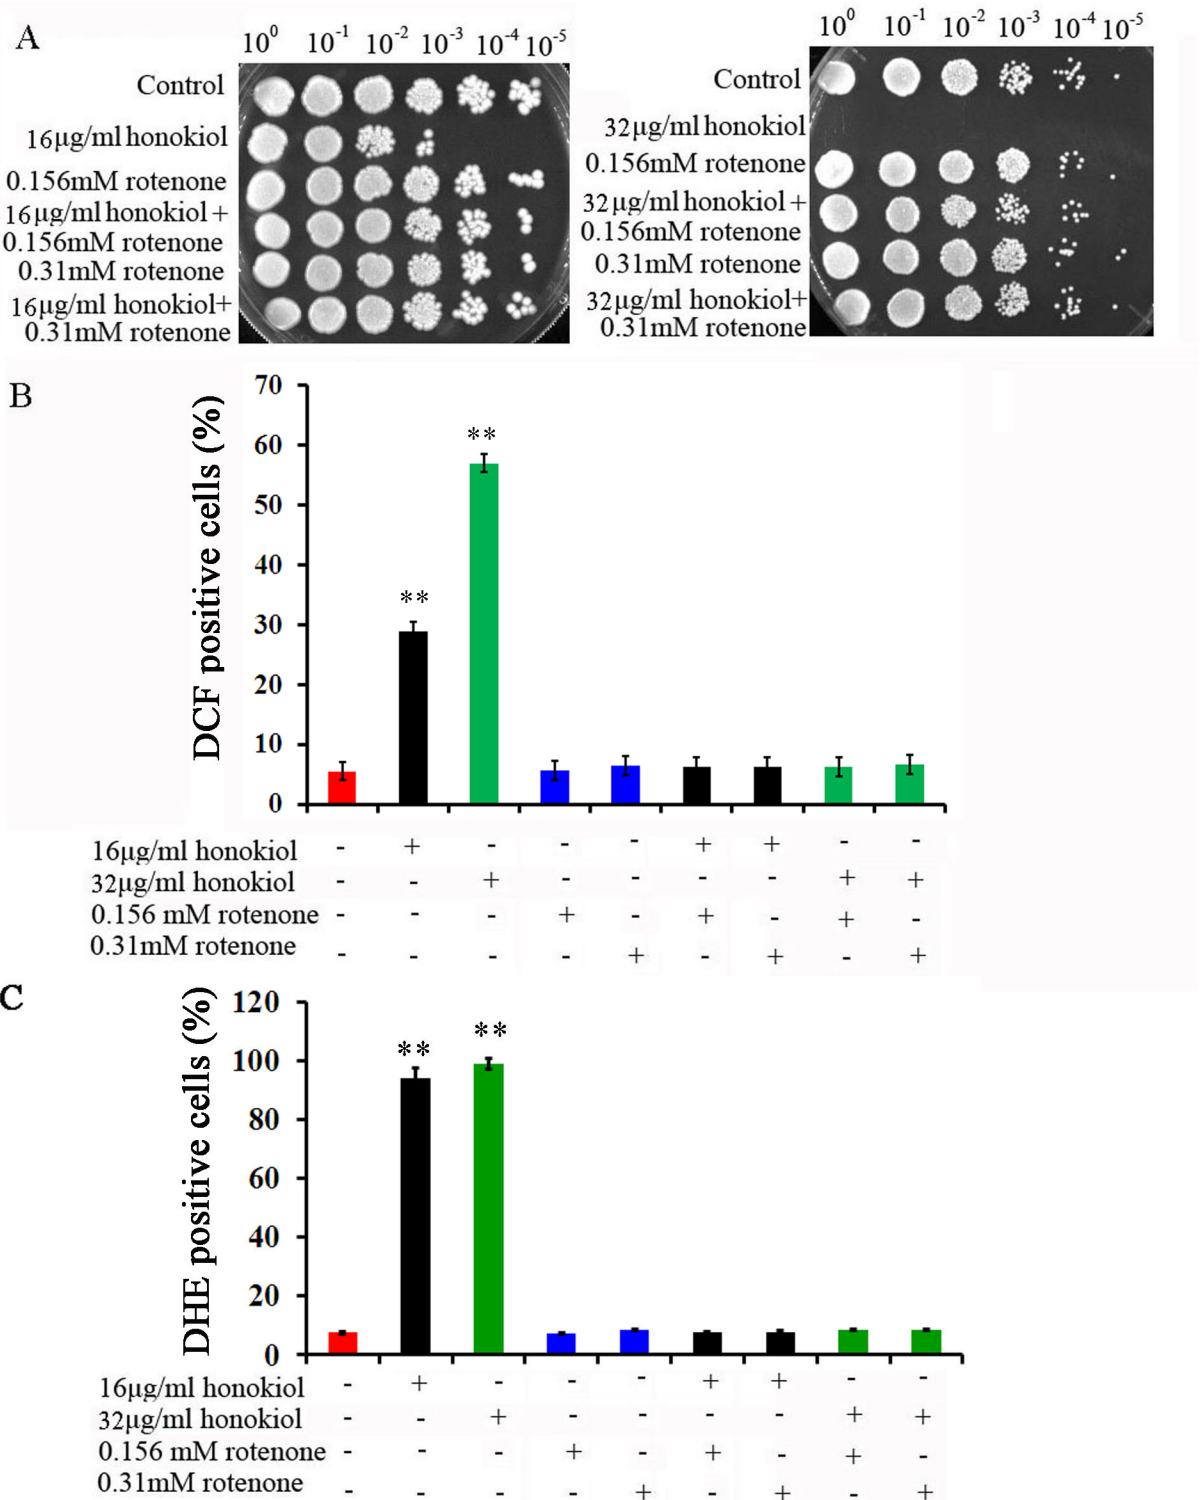 A
10⁰ 10⁻¹ 10⁻² 10⁻³ 10⁻⁴ 10⁻⁵
Control
16μg/ml honokiol
0.156mM rotenone
16μg/ml honokiol +
0.156mM rotenone
0.31mM rotenone
16μg/ml honokiol+
0.31mM rotenone
10⁰ 10⁻¹ 10⁻² 10⁻³ 10⁻⁴ 10⁻⁵
Control
32μg/ml honokiol
0.156mM rotenone
32μg/ml honokiol +
0.156mM rotenone
0.31mM rotenone
32μg/ml honokiol+
0.31mM rotenone
B
DCF positive cells (%)
70
60
50
40
30
20
10
0
**
**
16μg/ml honokiol - + - - - + + - -
32μg/ml honokiol - - + - - - - + +
0.156 mM rotenone - - - + - + - + -
0.31mM rotenone - - - - + - + - +
C
DHE positive cells (%)
120
100
80
60
40
20
0
**
**
16μg/ml honokiol - + - - - + + - -
32μg/ml honokiol - - + - - - - + +
0.156 mM rotenone - - - + - + - + -
0.31mM rotenone - - - - + - + - +